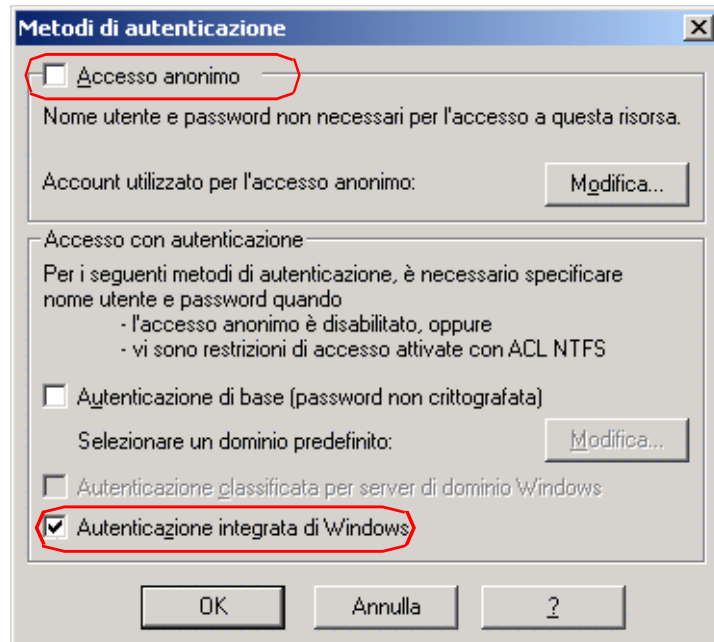 Metodi di autenticazione
Accesso anonimo
Nome utente e password non necessari per l'accesso a questa risorsa.
Account utilizzato per l'accesso anonimo:
Modifica...
Accesso con autenticazione
Per i seguenti metodi di autenticazione, è necessario specificare
nome utente e password quando
- l'accesso anonimo è disabilitato, oppure
- vi sono restrizioni di accesso attivate con ACL NTFS
Autenticazione di base (password non crittografata)
Selezionare un dominio predefinito:
Modifica...
Autenticazione classificata per server di dominio Windows
Autenticazione integrata di Windows
OK
Annulla
?